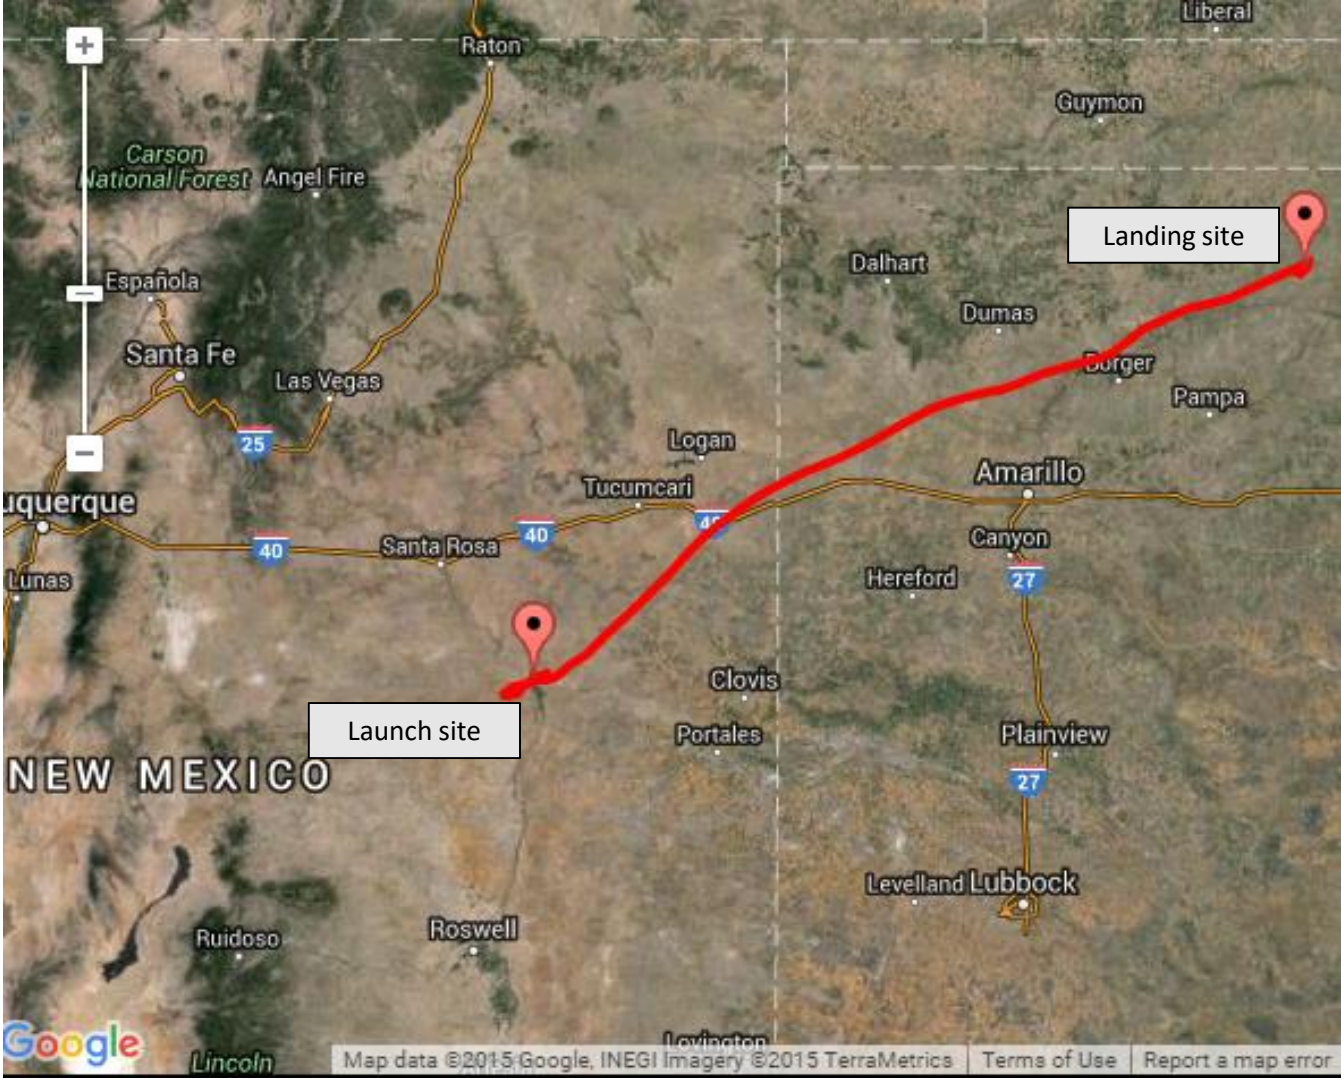 Liberal
+
Raton
Guymon
Carson
National Forest
Angel Fire
Landing site
Dalhart
Española
Dumas
Santa Fe
Las Vegas
Borger
Pampa
25
Logan
Amarillo
Tucumcari
uquerque
40
40
40
Santa Rosa
Canyon
Lunas
Hereford
27
Clovis
Launch site
Portales
Plainview
NEW MEXICO
27
Levelland
Lubbock
Roswell
Ruidoso
Google
Lovington
Lincoln
Map data ©2015 Google, INEGI Imagery ©2015 TerraMetrics
Terms of Use
Report a map error